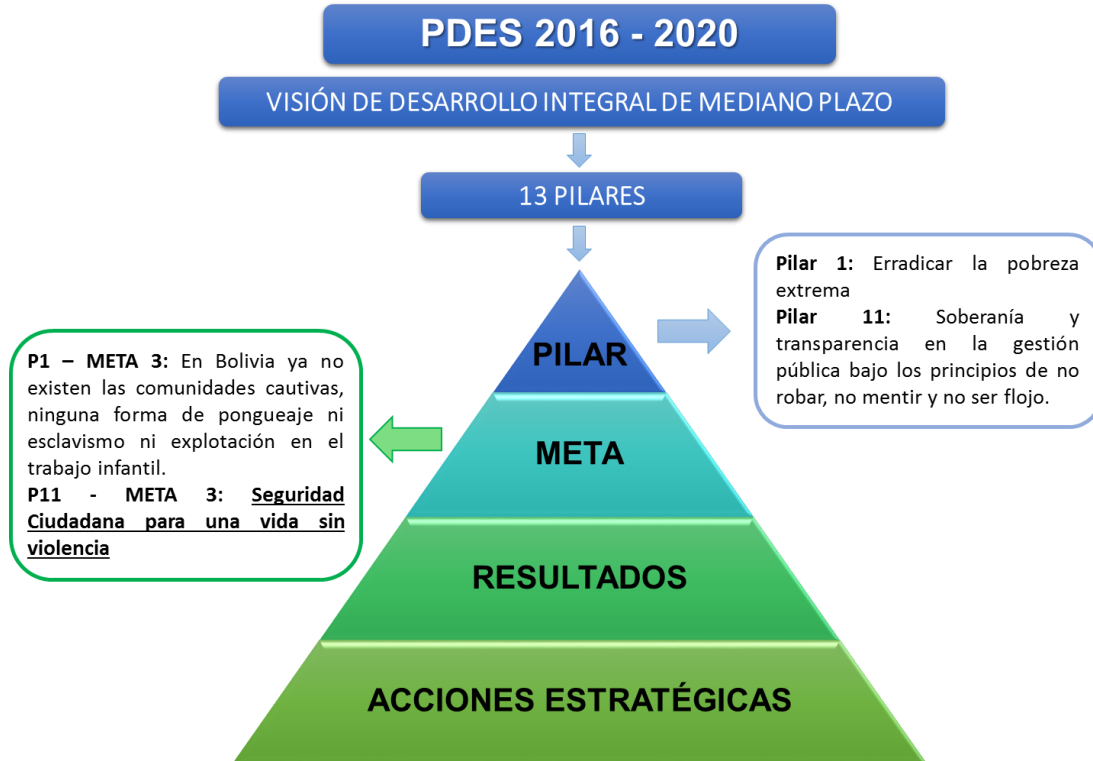 PDES 2016 - 2020
VISIÓN DE DESARROLLO INTEGRAL DE MEDIANO PLAZO
13 PILARES
Pilar 1: Erradicar la pobreza
extrema
Pilar 11: Soberanía y
transparencia en la gestión
pública bajo los principios de no
robar, no mentir y no ser flojo.
PILAR
P1 – META 3: En Bolivia ya no
existen las comunidades cautivas,
ninguna forma de pongueaje ni
esclavismo ni explotación en el
trabajo infantil.
P11 - META 3: Seguridad
Ciudadana para una vida sin
violencia
META
RESULTADOS
ACCIONES ESTRATÉGICAS